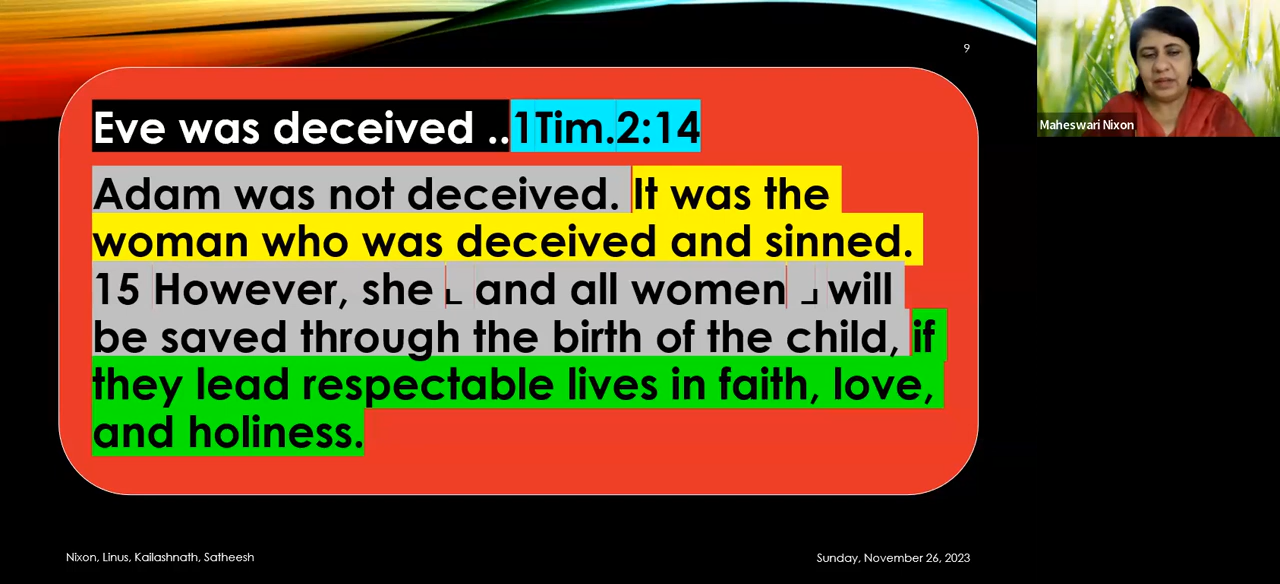 9
Maheswari Nixon
Eve was deceived ..1Tim.2:14
Adam was not deceived. It was the
woman who was deceived and sinned.
15 However, she ⌞ and all women ⌟ will
be saved through the birth of the child, if
they lead respectable lives in faith, love,
and holiness.
Nixon, Linus, Kailashnath, Satheesh
Sunday, November 26, 2023